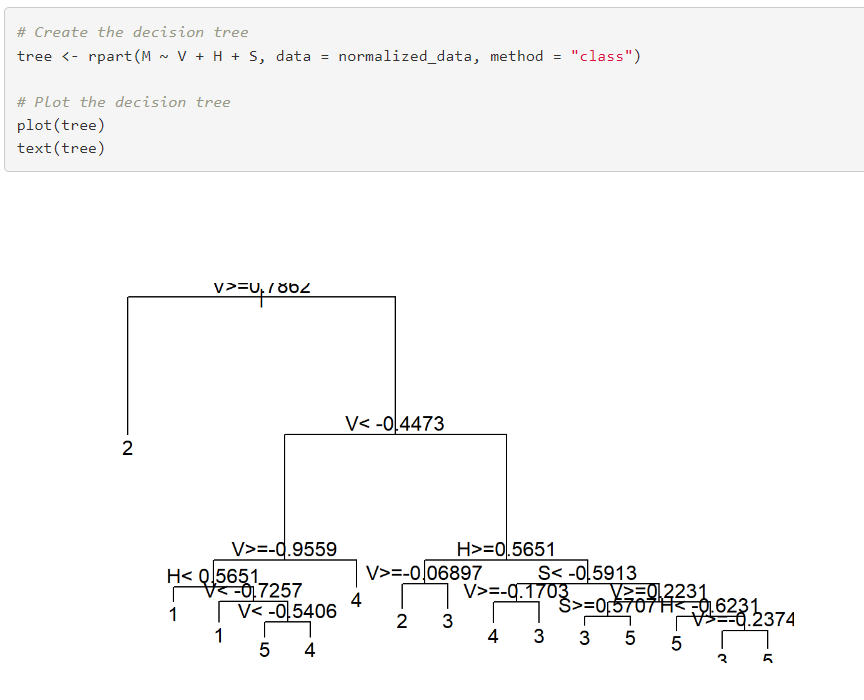 # Create the decision tree
tree <- rpart(M ~ V + H + S, data = normalized_data, method = "class")
# Plot the decision tree
plot(tree)
text(tree)
V>=0.7862
V< -0.4473
2
V>=-0.9559
H>=0.5651
H< 0.5651
V>=-0.06897
S< -0.5913
V< -0.7257
V>=-0.1703
V>=0.2231
4
1
V< -0.5406
S>=0.5707
H< -0.6231
V>=-0.2374
2
3
1
4
3
3
5
5
5
4
3
5